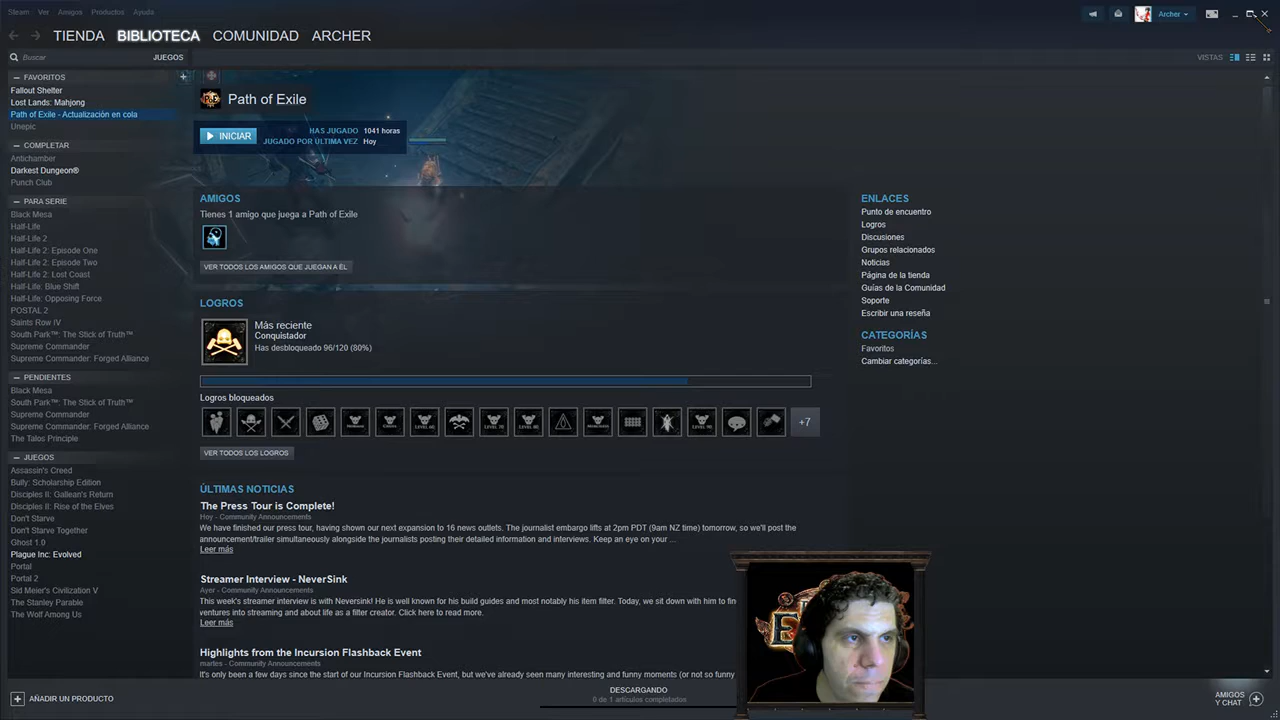 Steam Ver Amigos Productos Ayuda
Archer
TIENDA BIBLIOTECA COMUNIDAD ARCHER
Buscar JUEGOS
VISTAS
FAVORITOS
Fallout Shelter
Lost Lands: Mahjong
Path of Exile - Actualización en cola
Unepic
COMPLETAR
Antichamber
Darkest Dungeon®
Punch Club
PARA SERIE
Black Mesa
Half-Life
Half-Life 2
Half-Life 2: Episode One
Half-Life 2: Episode Two
Half-Life 2: Lost Coast
Half-Life: Blue Shift
Half-Life: Opposing Force
POSTAL 2
Saints Row IV
South Park™: The Stick of Truth™
Supreme Commander
Supreme Commander: Forged Alliance
PENDIENTES
Black Mesa
South Park™: The Stick of Truth™
Supreme Commander
Supreme Commander: Forged Alliance
The Talos Principle
JUEGOS
Assassin's Creed
Bully: Scholarship Edition
Disciples II: Gallean's Return
Disciples II: Rise of the Elves
Don't Starve
Don't Starve Together
Ghost 1.0
Plague Inc: Evolved
Portal
Portal 2
Sid Meier's Civilization V
The Stanley Parable
The Wolf Among Us
Path of Exile
INICIAR
HAS JUGADO 1041 horas
JUGADO POR ÚLTIMA VEZ Hoy
AMIGOS
Tienes 1 amigo que juega a Path of Exile
VER TODOS LOS AMIGOS QUE JUEGAN A ÉL
LOGROS
Más reciente
Conquistador
Has desbloqueado 96/120 (80%)
Logros bloqueados
+7
VER TODOS LOS LOGROS
ÚLTIMAS NOTICIAS
The Press Tour is Complete!
Hoy - Community Announcements
We have finished our press tour, having shown our next expansion to 16 news outlets. The journalist embargo lifts at 2pm PDT (9am NZ time) tomorrow, so we'll post the
announcement/trailer simultaneously alongside the journalists posting their detailed information and interviews. Keep an eye on your ...
Leer más
Streamer Interview - NeverSink
Ayer - Community Announcements
This week's streamer interview is with Neversink! He is well known for his build guides and most notably his item filter. Today, we sit down with him to
ventures into streaming and about life as a filter creator. Click here to read more.
Leer más
Highlights from the Incursion Flashback Event
martes - Community Announcements
It's only been a few days since the start of our Incursion Flashback Event, but we've already seen many interesting and funny moments (or not so funny
ENLACES
Punto de encuentro
Logros
Discusiones
Grupos relacionados
Noticias
Página de la tienda
Guías de la Comunidad
Soporte
Escribir una reseña
CATEGORÍAS
Favoritos
Cambiar categorías...
AÑADIR UN PRODUCTO
DESCARGANDO
0 de 1 artículos completados
AMIGOS
Y CHAT